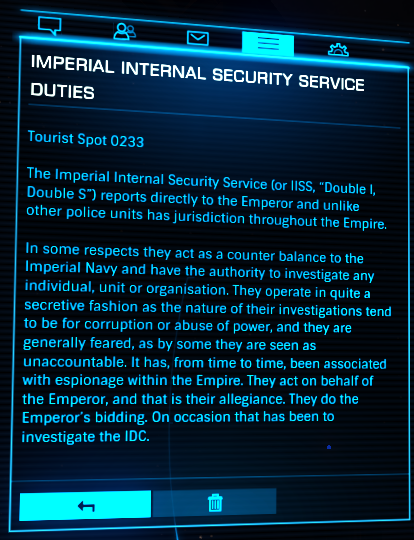 IMPERIAL INTERNAL SECURITY SERVICE
DUTIES
Tourist Spot 0233
The Imperial Internal Security Service (or IISS, "Double I,
Double S") reports directly to the Emperor and unlike
other police units has jurisdiction throughout the Empire.
In some respects they act as a counter balance to the
Imperial Navy and have the authority to investigate any
individual, unit or organisation. They operate in quite a
secretive fashion as the nature of their investigations tend
to be for corruption or abuse of power, and they are
generally feared, as by some they are seen as
unaccountable. It has, from time to time, been associated
with espionage within the Empire. They act on behalf of
the Emperor, and that is their allegiance. They do the
Emperor's bidding. On occasion that has been to
investigate the IDC.